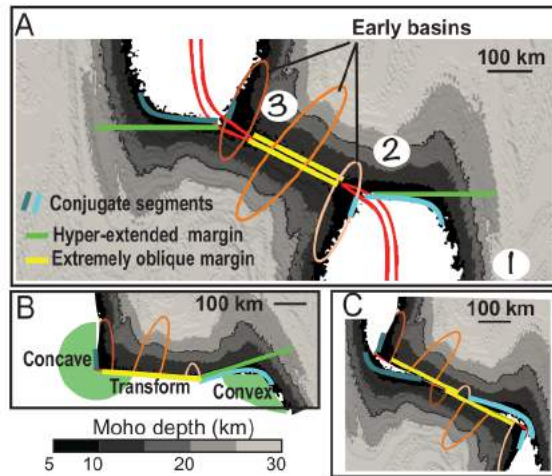 A
Early basins
100 km
3
2
Conjugate segments
Hyper-extended margin
Extremely oblique margin
1
B
100 km
C
100 km
Concave
Transform
Convex
Moho depth (km)
5 10 20 30